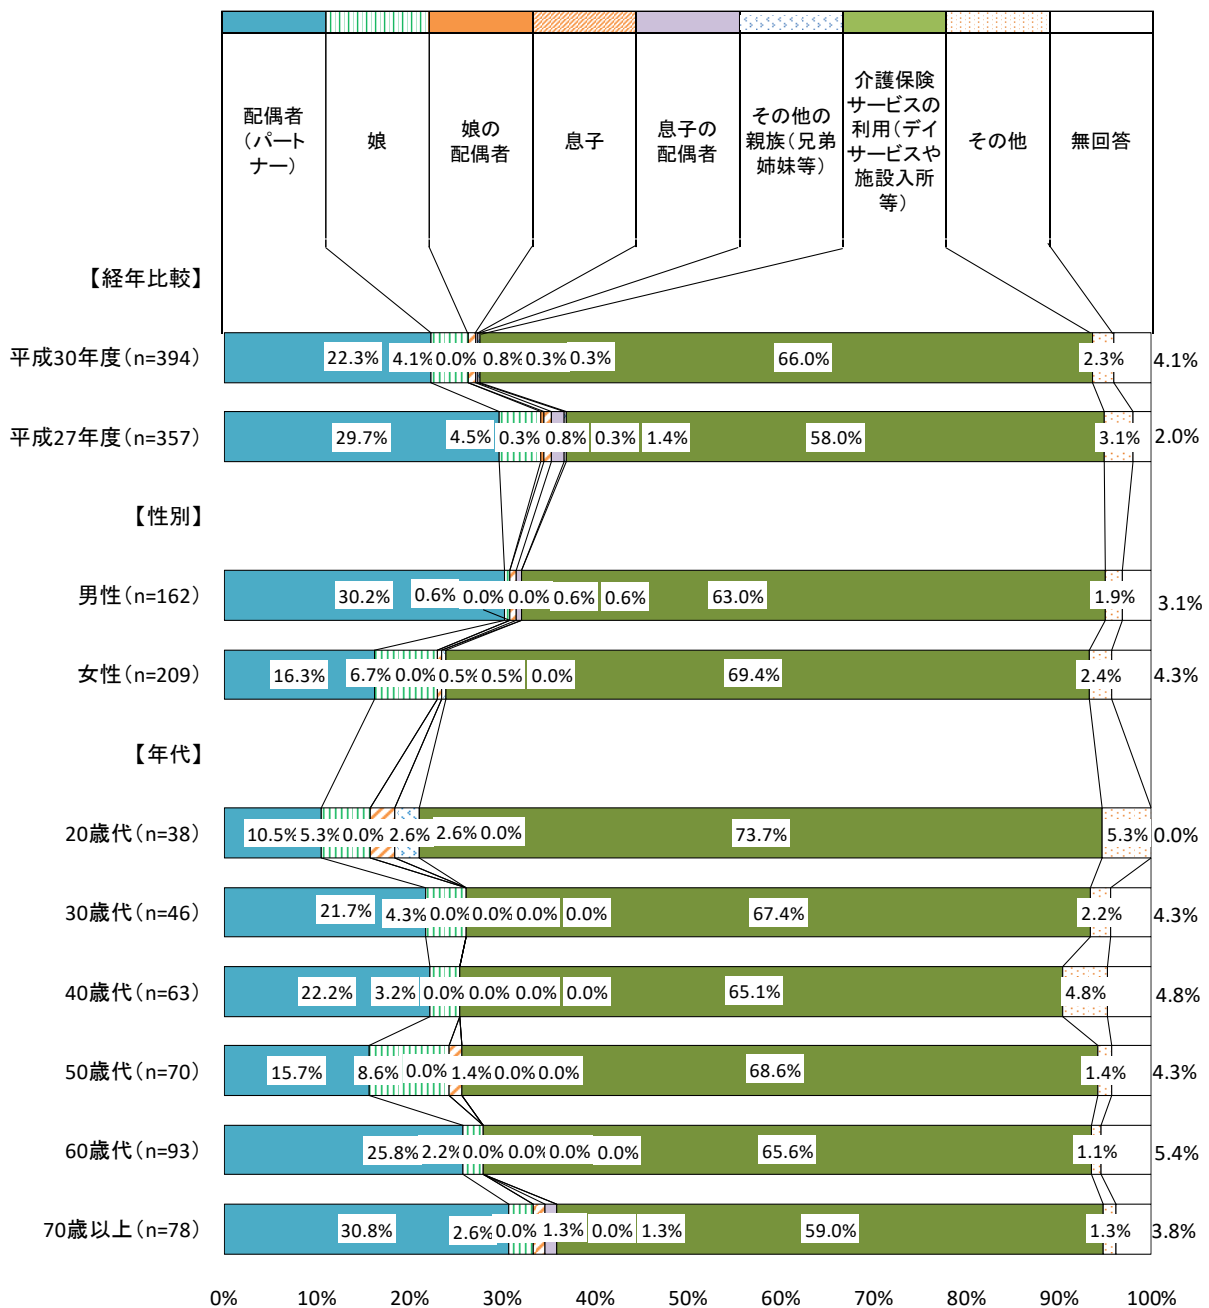 配偶者
（パート
ナー）
娘
娘の
配偶者
息子
息子の
配偶者
その他の
親族（兄弟
姉妹等）
介護保険
サービスの
利用（デイ
サービスや
施設入所
等）
その他
無回答
【経年比較】
平成30年度（n=394） 22.3% 4.1% 0.0% 0.8% 0.3% 0.3% 66.0% 2.3% 4.1%
平成27年度（n=357） 29.7% 4.5% 0.3% 0.8% 0.3% 1.4% 58.0% 3.1% 2.0%
【性別】
男性（n=162） 30.2% 0.6% 0.0% 0.0% 0.6% 0.6% 63.0% 1.9% 3.1%
女性（n=209） 16.3% 6.7% 0.0% 0.5% 0.5% 0.0% 69.4% 2.4% 4.3%
【年代】
20歳代（n=38） 10.5% 5.3% 0.0% 2.6% 2.6% 0.0% 73.7% 5.3% 0.0%
30歳代（n=46） 21.7% 4.3% 0.0% 0.0% 0.0% 0.0% 67.4% 2.2% 4.3%
40歳代（n=63） 22.2% 3.2% 0.0% 0.0% 0.0% 0.0% 65.1% 4.8% 4.8%
50歳代（n=70） 15.7% 8.6% 0.0% 1.4% 0.0% 0.0% 68.6% 1.4% 4.3%
60歳代（n=93） 25.8% 2.2% 0.0% 0.0% 0.0% 0.0% 65.6% 1.1% 5.4%
70歳以上（n=78） 30.8% 2.6% 0.0% 1.3% 0.0% 1.3% 59.0% 1.3% 3.8%
0% 10% 20% 30% 40% 50% 60% 70% 80% 90% 100%